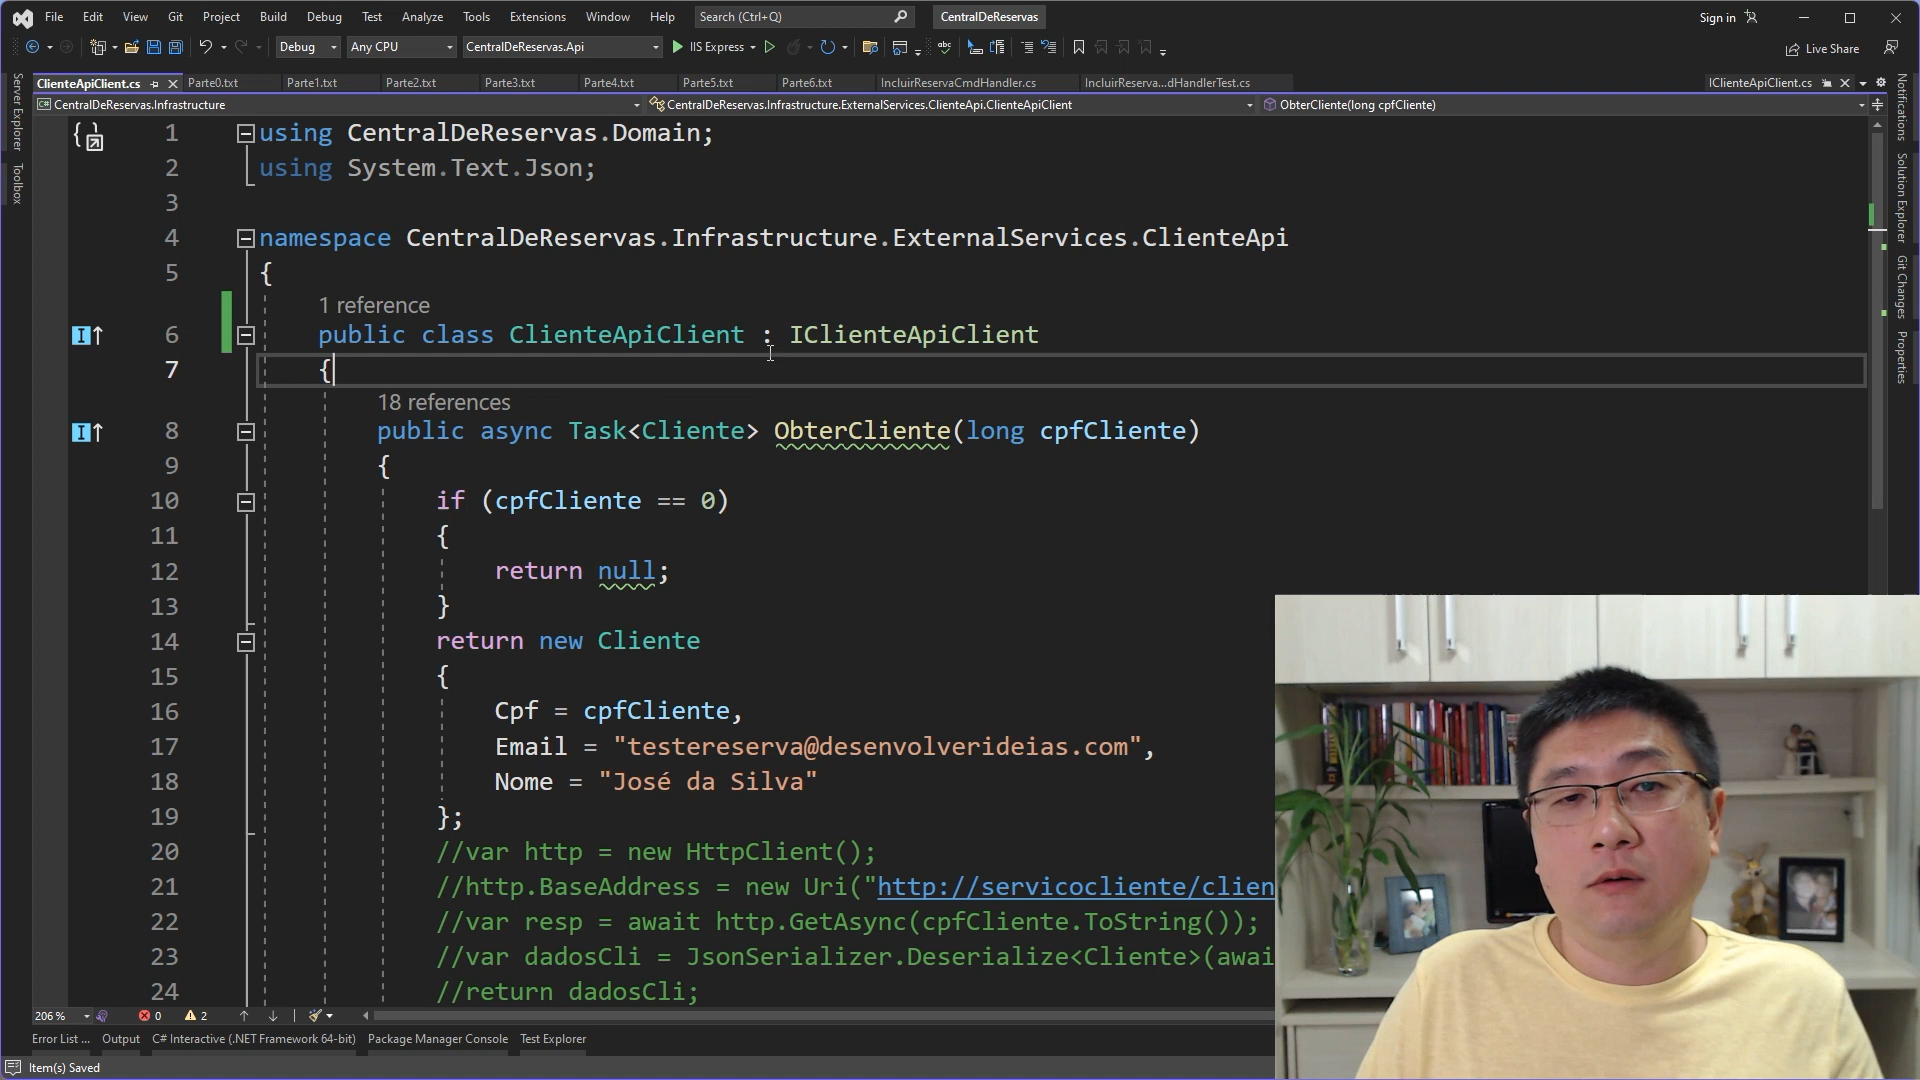 File Edit View Git Project Build Debug Test Analyze Tools Extensions Window Help Search (Ctrl+Q) CentralDeReservas Sign in
Debug Any CPU CentralDeReservas.Api IIS Express Live Share
ClienteApiClient.cs Parte0.txt Parte1.txt Parte2.txt Parte3.txt Parte4.txt Parte5.txt Parte6.txt IncluirReservaCmdHandler.cs IncluirReserva...dHandlerTest.cs IClienteApiClient.cs
CentralDeReservas.Infrastructure CentralDeReservas.Infrastructure.ExternalServices.ClienteApi.ClienteApiClient ObterCliente(long cpfCliente)
Server Explorer
Toolbox
Notifications
Solution Explorer
Git Changes
Properties
1 using CentralDeReservas.Domain;
2 using System.Text.Json;
3
4 namespace CentralDeReservas.Infrastructure.ExternalServices.ClienteApi
5 {
1 reference
6 public class ClienteApiClient : IClienteApiClient
7 {
18 references
8 public async Task<Cliente> ObterCliente(long cpfCliente)
9 {
10 if (cpfCliente == 0)
11 {
12 return null;
13 }
14 return new Cliente
15 {
16 Cpf = cpfCliente,
17 Email = "testereserva@desenvolverideias.com",
18 Nome = "José da Silva"
19 };
20 //var http = new HttpClient();
21 //http.BaseAddress = new Uri("http://servicocliente/clien
22 //var resp = await http.GetAsync(cpfCliente.ToString());
23 //var dadosCli = JsonSerializer.Deserialize<Cliente>(awai
24 //return dadosCli;
206 % 0 2
Error List ... Output C# Interactive (.NET Framework 64-bit) Package Manager Console Test Explorer
Item(s) Saved